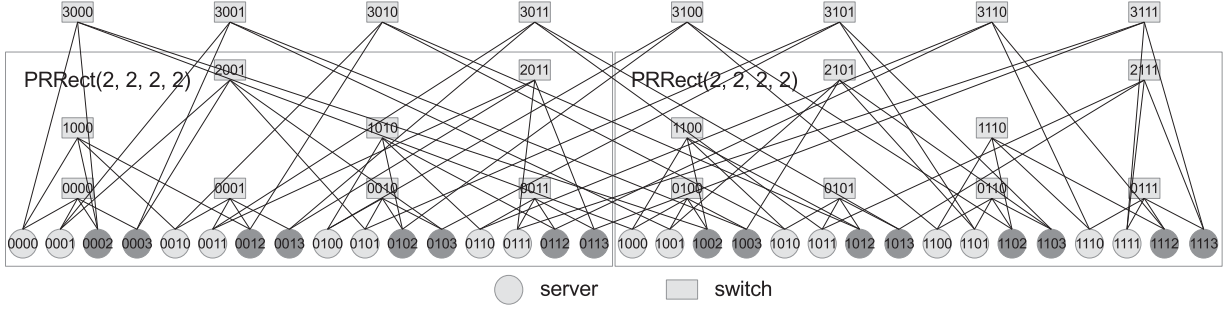 3000 3001 3010 3011 3100 3101 3110 3111
PRRect(2, 2, 2, 2) 2001 2011 PRRect(2, 2, 2, 2) 2101 2111
1000 1010 1100 1110
0000 0001 0010 0011 0100 0101 0110 0111
0000 0001 0002 0003 0010 0011 0012 0013 0100 0101 0102 0103 0110 0111 0112 0113 1000 1001 1002 1003 1010 1011 1012 1013 1100 1101 1102 1103 1110 1111 1112 1113
server switch